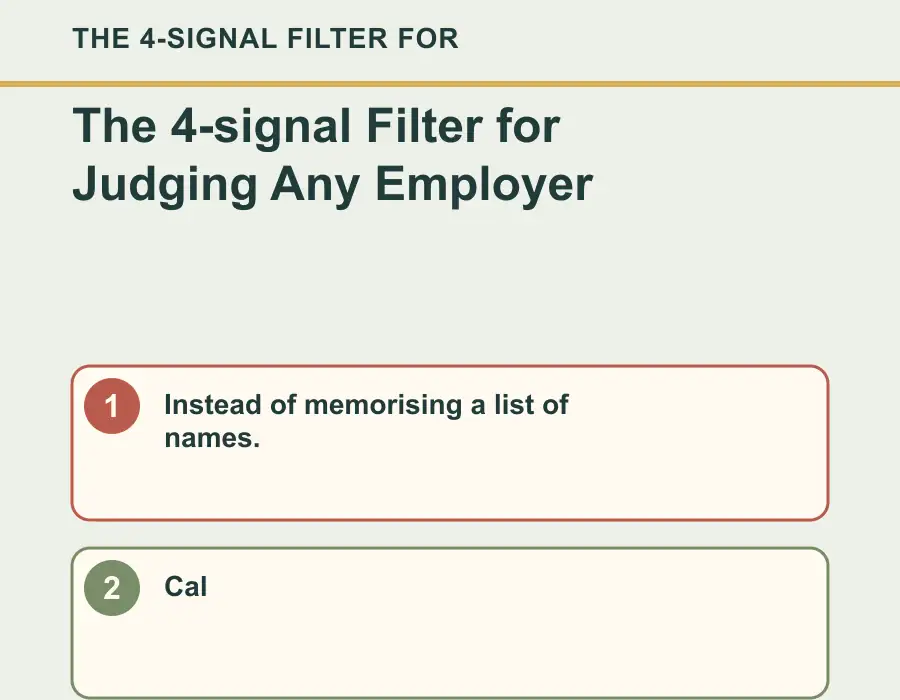 THE 4-SIGNAL FILTER FOR
The 4-signal Filter for
Judging Any Employer
1
Instead of memorising a list of
names.
2
Cal